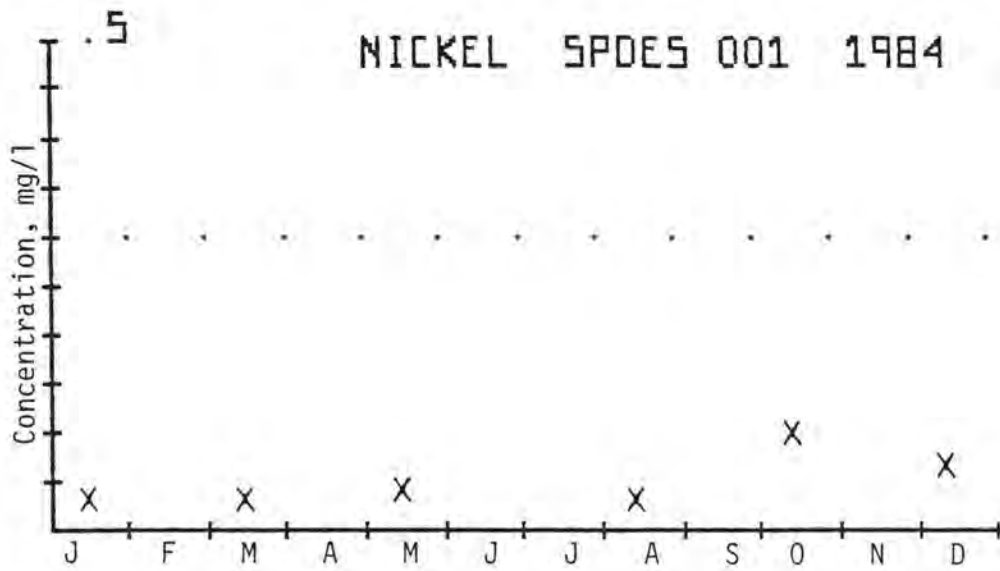 .5
NICKEL SPDES 001 1984
Concentration, mg/l
J F M A M J J A S O N D